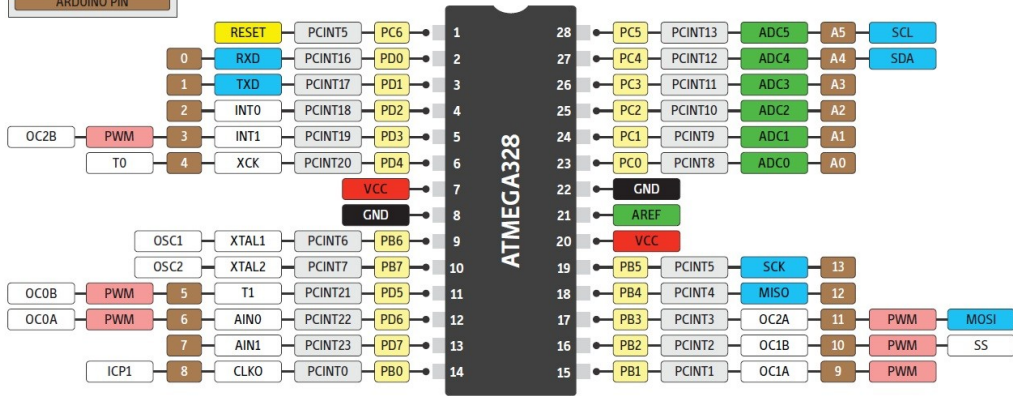 ARDUINO PIN
RESET PCINT5 PC6 1 28 PC5 PCINT13 ADC5 A5 SCL
0 RXD PCINT16 PD0 2 27 PC4 PCINT12 ADC4 A4 SDA
1 TXD PCINT17 PD1 3 26 PC3 PCINT11 ADC3 A3
2 INT0 PCINT18 PD2 4 25 PC2 PCINT10 ADC2 A2
OC2B PWM 3 INT1 PCINT19 PD3 5 24 PC1 PCINT9 ADC1 A1
T0 4 XCK PCINT20 PD4 6 23 PC0 PCINT8 ADC0 A0
VCC 7 22 GND
GND 8 21 AREF
OSC1 XTAL1 PCINT6 PB6 9 20 VCC
OSC2 XTAL2 PCINT7 PB7 10 19 PB5 PCINT5 SCK 13
OC0B PWM 5 T1 PCINT21 PD5 11 18 PB4 PCINT4 MISO 12
OC0A PWM 6 AIN0 PCINT22 PD6 12 17 PB3 PCINT3 OC2A 11 PWM MOSI
7 AIN1 PCINT23 PD7 13 16 PB2 PCINT2 OC1B 10 PWM SS
ICP1 8 CLKO PCINT0 PB0 14 15 PB1 PCINT1 OC1A 9 PWM
ATMEGA328